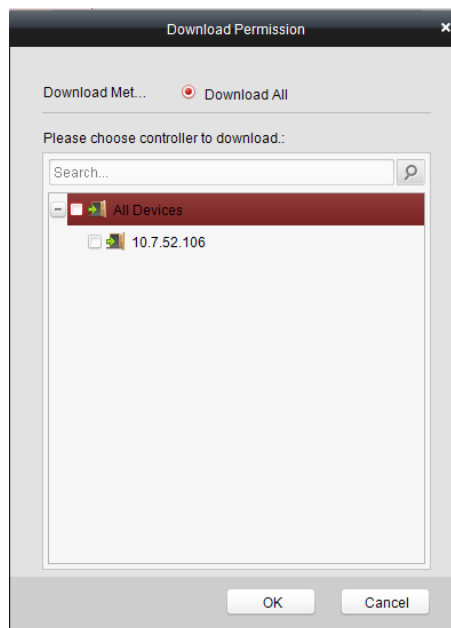 Download Permission
Download Met... Download All
Please choose controller to download.:
Search...
All Devices
10.7.52.106
OK Cancel